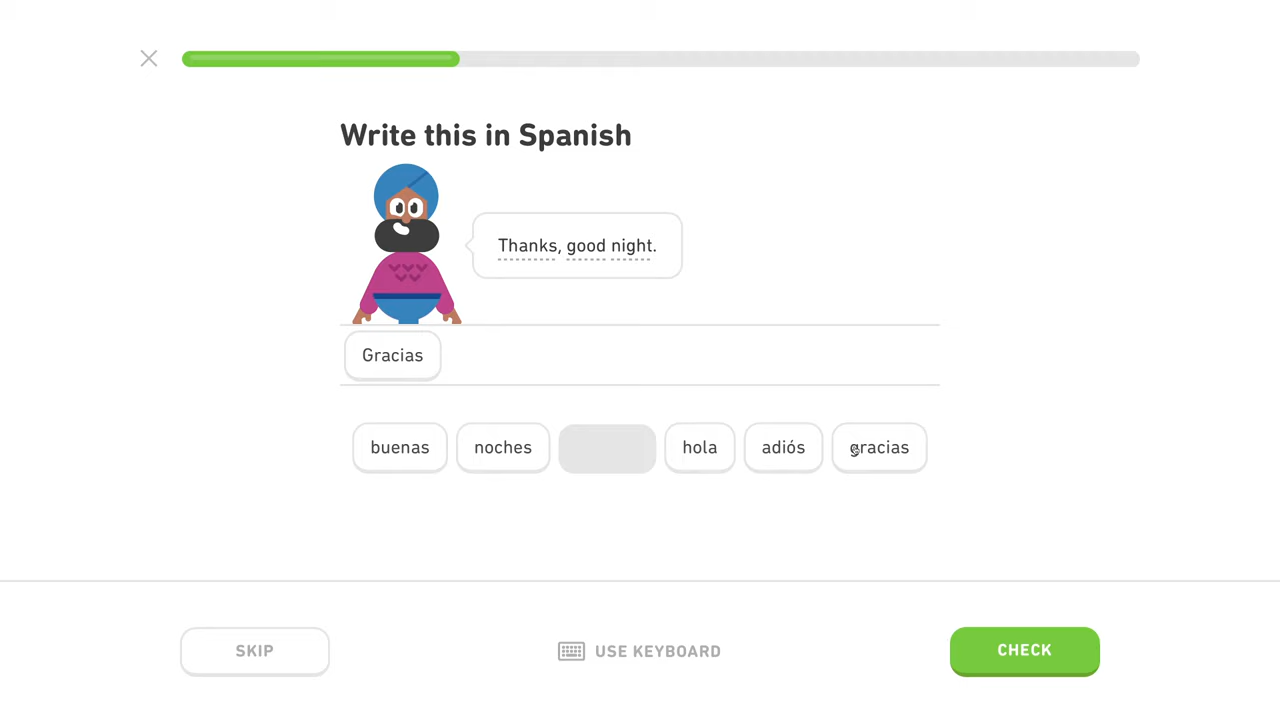 Write this in Spanish
Thanks, good night.
Gracias
buenas noches hola adiós gracias
SKIP USE KEYBOARD CHECK